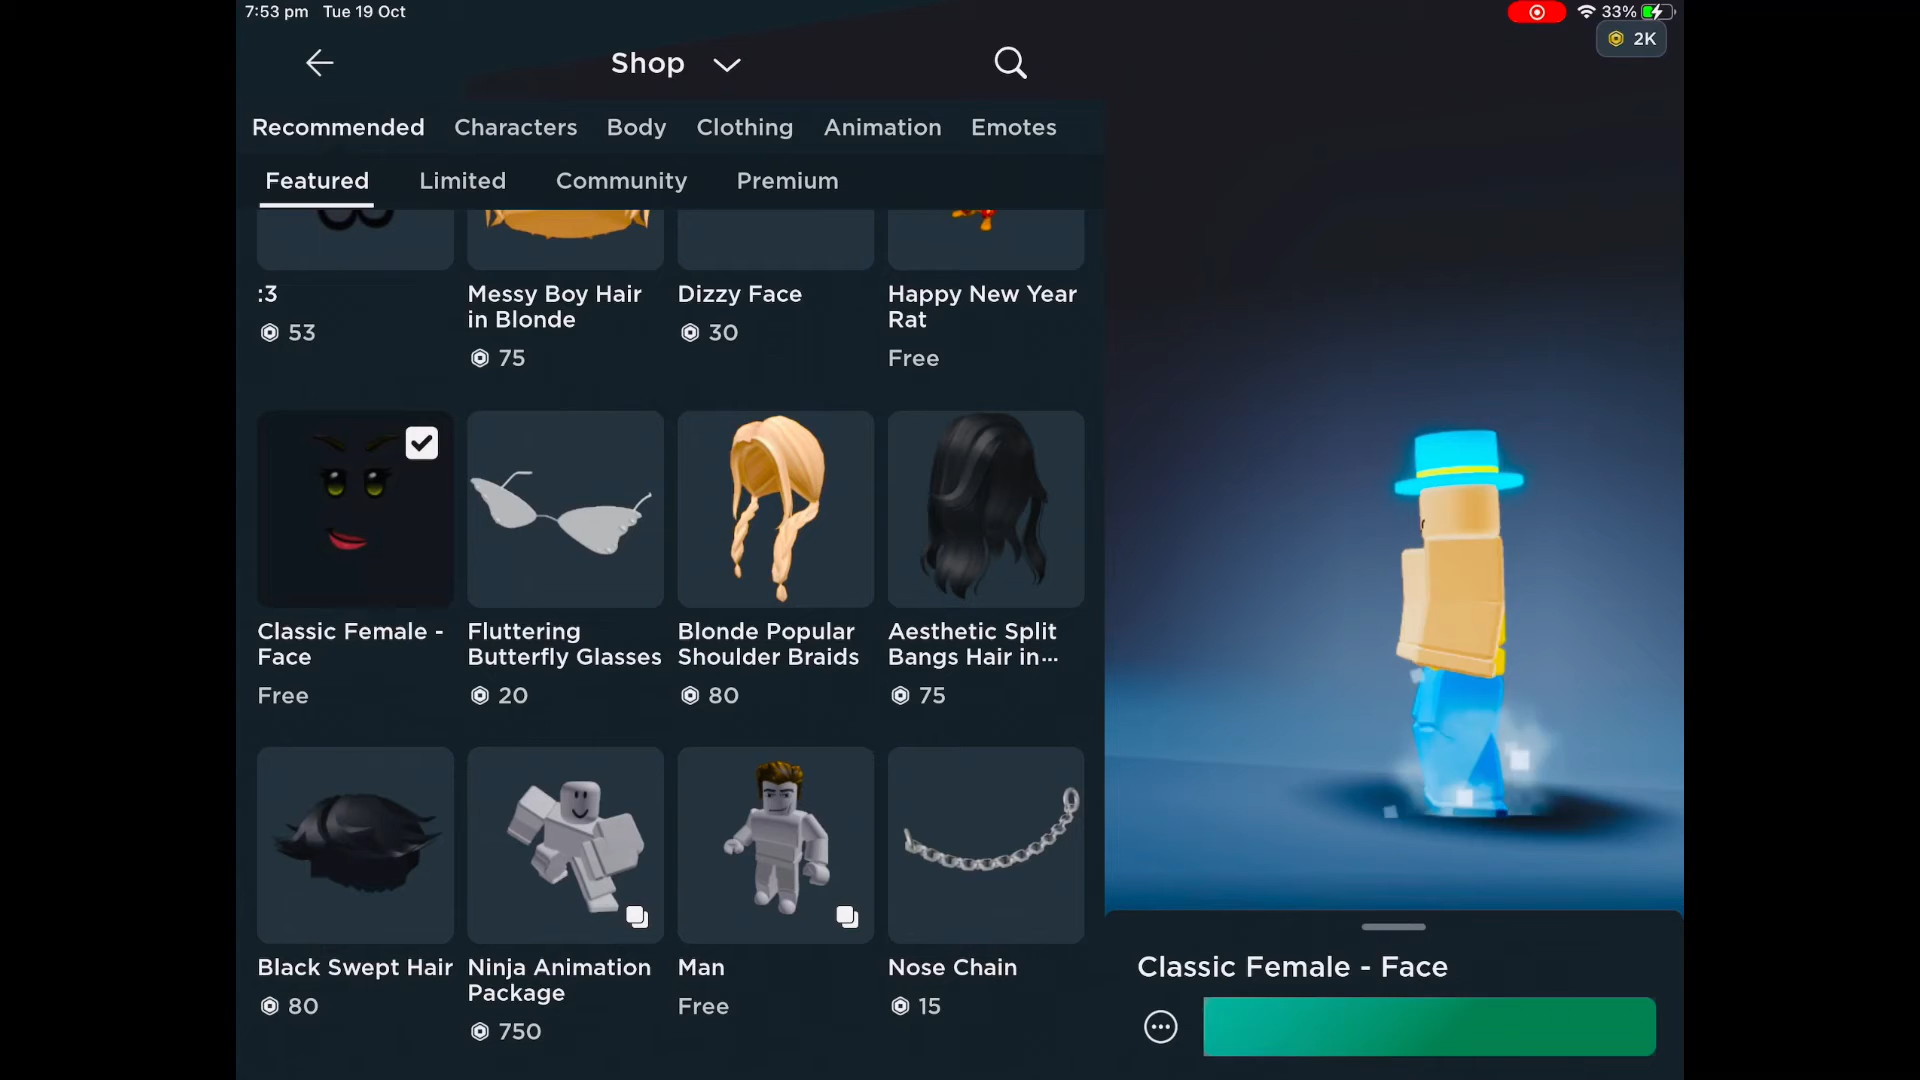 7:53 pm Tue 19 Oct
33%
2K
Shop
Recommended Characters Body Clothing Animation Emotes
Featured Limited Community Premium
:3
53
Messy Boy Hair
in Blonde
75
Dizzy Face
30
Happy New Year
Rat
Free
Classic Female -
Face
Free
Fluttering
Butterfly Glasses
20
Blonde Popular
Shoulder Braids
80
Aesthetic Split
Bangs Hair in...
75
Black Swept Hair
80
Ninja Animation
Package
750
Man
Free
Nose Chain
15
Classic Female - Face